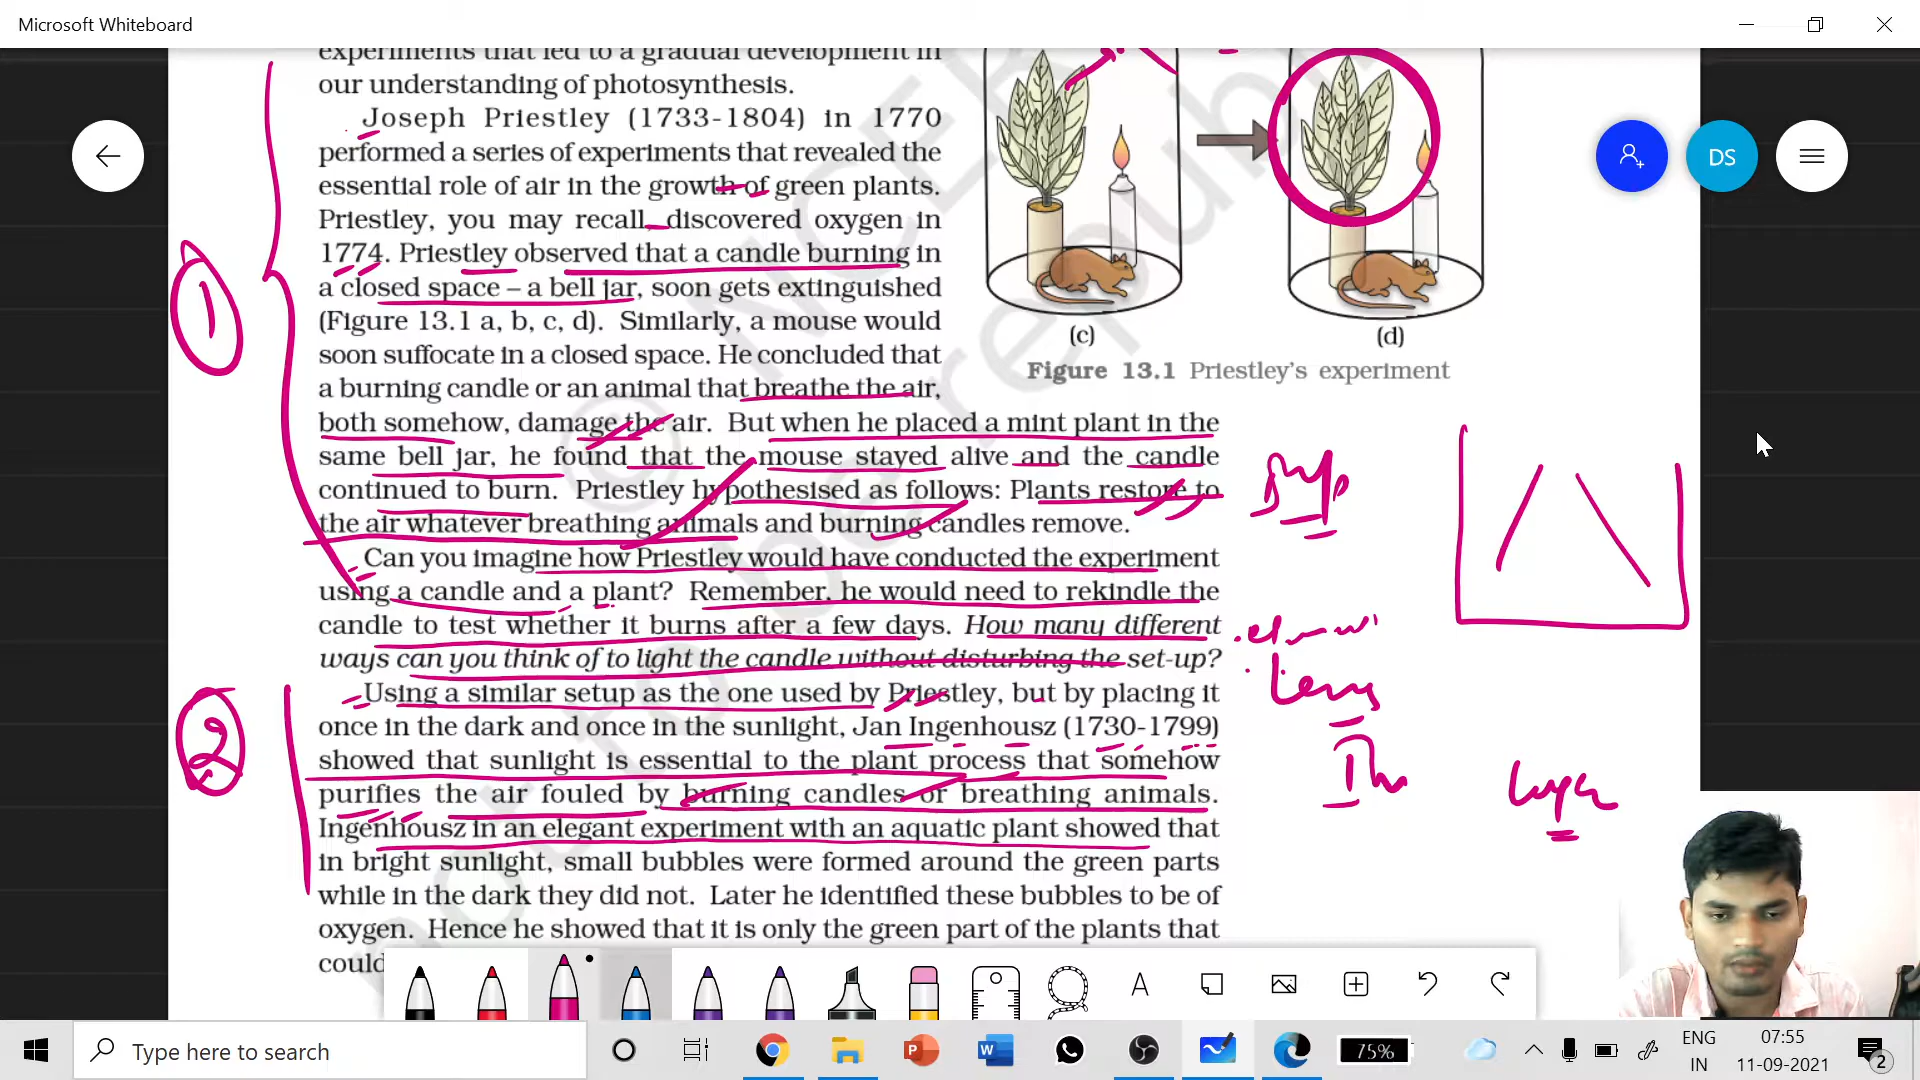 Microsoft Whiteboard
experiments that led to a gradual development in
our understanding of photosynthesis.
Joseph Priestley (1733-1804) in 1770
performed a series of experiments that revealed the
essential role of air in the growth of green plants.
Priestley, you may recall, discovered oxygen in
1774. Priestley observed that a candle burning in
a closed space – a bell jar, soon gets extinguished
(Figure 13.1 a, b, c, d). Similarly, a mouse would
soon suffocate in a closed space. He concluded that
a burning candle or an animal that breathe the air,
both somehow, damage the air. But when he placed a mint plant in the
same bell jar, he found that the mouse stayed alive and the candle
continued to burn. Priestley hypothesised as follows: Plants restore to
the air whatever breathing animals and burning candles remove.
Can you imagine how Priestley would have conducted the experiment
using a candle and a plant? Remember, he would need to rekindle the
candle to test whether it burns after a few days. How many different
ways can you think of to light the candle without disturbing the set-up?
Using a similar setup as the one used by Priestley, but by placing it
once in the dark and once in the sunlight, Jan Ingenhousz (1730-1799)
showed that sunlight is essential to the plant process that somehow
purifies the air fouled by burning candles or breathing animals.
Ingenhousz in an elegant experiment with an aquatic plant showed that
in bright sunlight, small bubbles were formed around the green parts
while in the dark they did not. Later he identified these bubbles to be of
oxygen. Hence he showed that it is only the green part of the plants that
could
(c)
(d)
Figure 13.1 Priestley's experiment
1
2
DS
A
Type here to search
75%
ENG
IN
07:55
11-09-2021
2